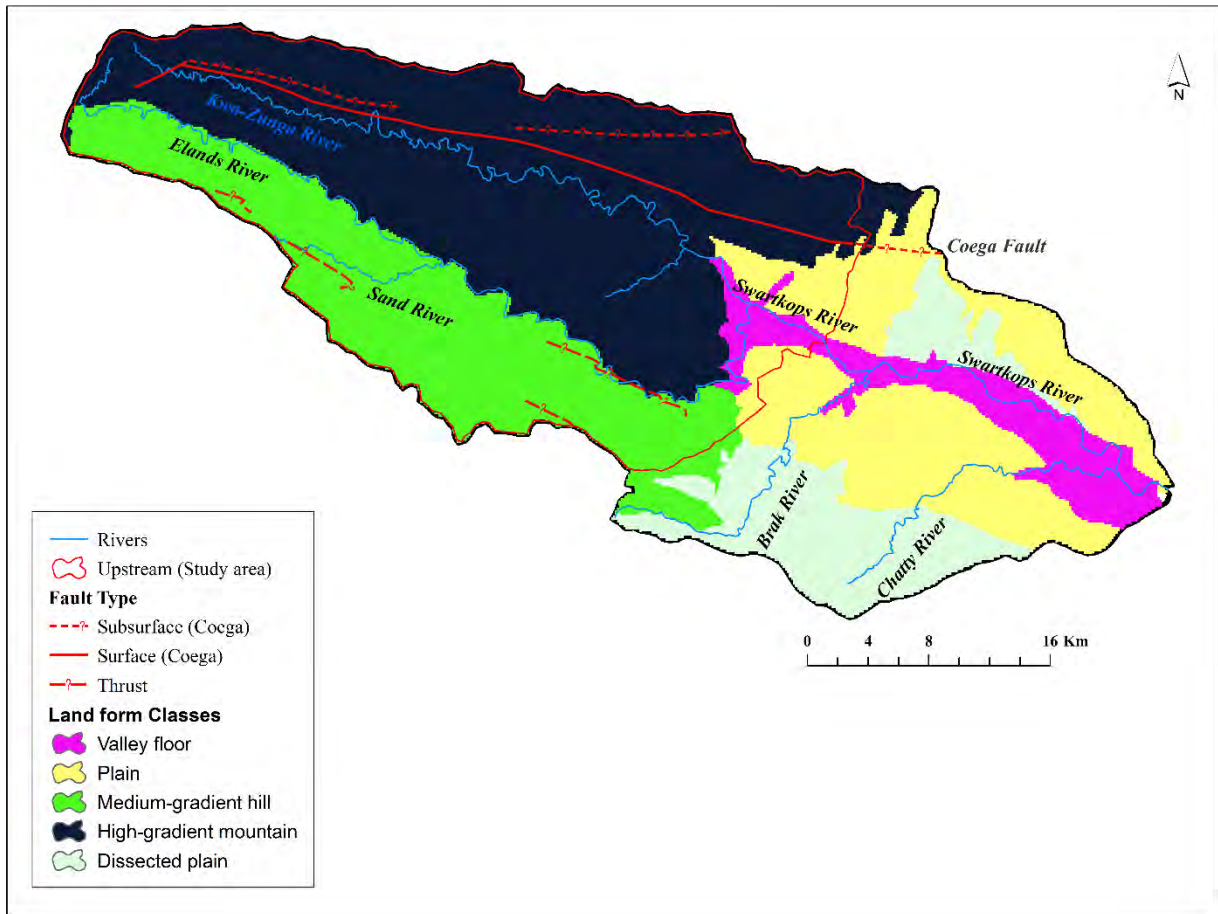 N
Kwa-Zunga River
Elands River
Sand River
Coega Fault
Swartkops River
Swartkops River
Brak River
Chatty River
0 4 8 16 Km
Rivers
Upstream (Study area)
Fault Type
Subsurface (Coega)
Surface (Coega)
Thrust
Land form Classes
Valley floor
Plain
Medium-gradient hill
High-gradient mountain
Dissected plain